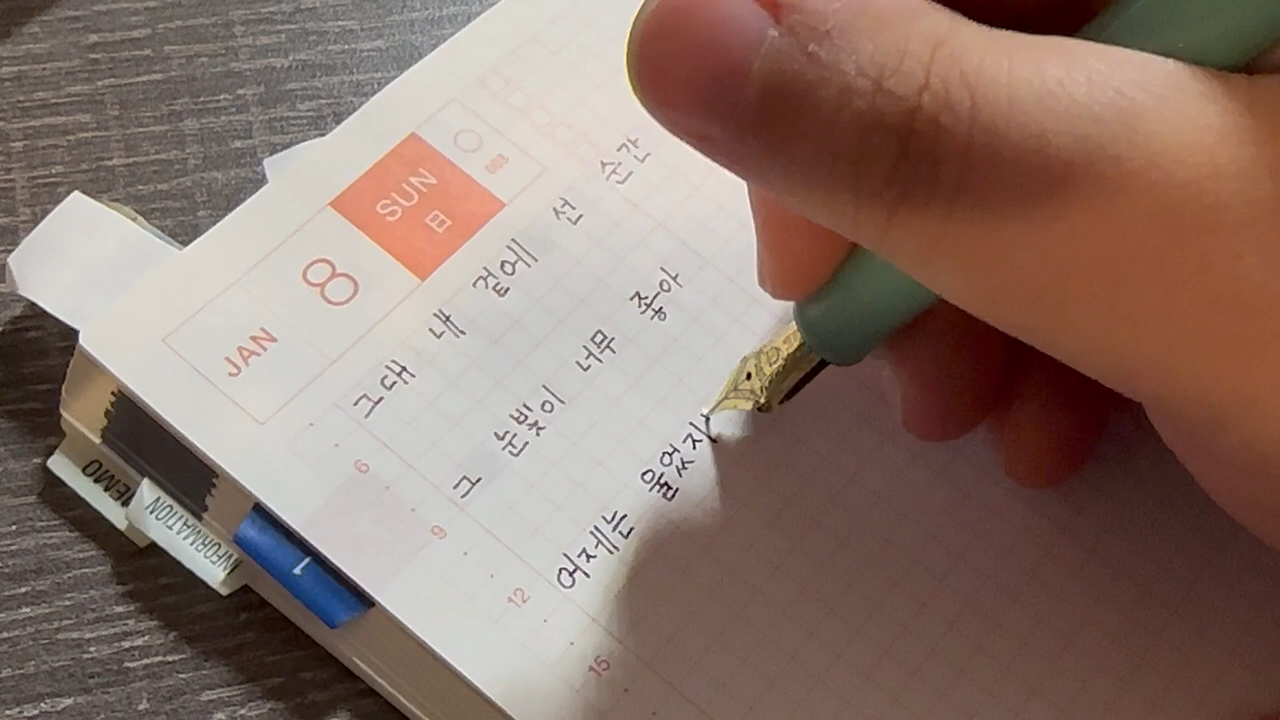 JAN 8 SUN 日
그대 내 곁에 선 순간
그 눈빛이 너무 좋아
어제는 울었지
6
9
12
15
MEMO
INFORMATION
1